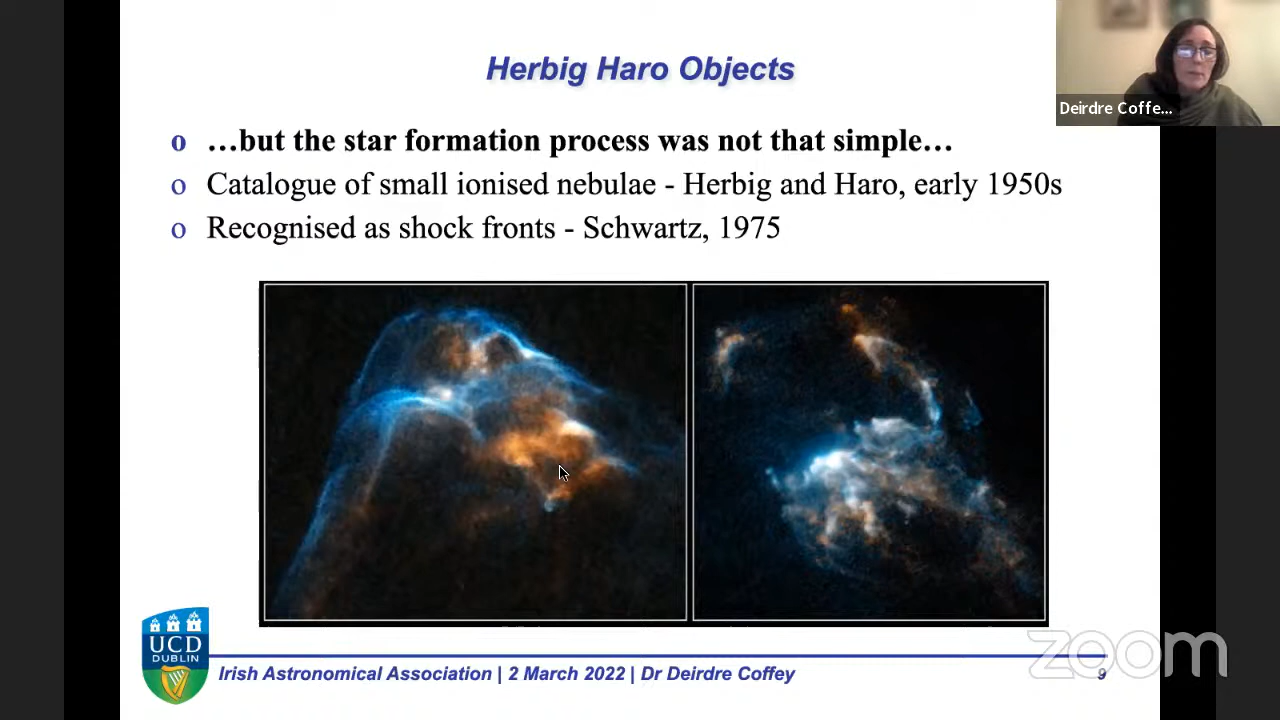 Herbig Haro Objects
Deirdre Coffe...
o …but the star formation process was not that simple…
o Catalogue of small ionised nebulae - Herbig and Haro, early 1950s
o Recognised as shock fronts - Schwartz, 1975
UCD
DUBLIN
Irish Astronomical Association | 2 March 2022 | Dr Deirdre Coffey
9
zoom